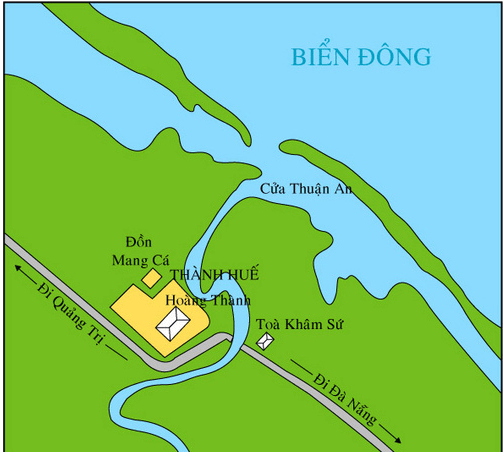 BIỂN ĐÔNG
Cửa Thuận An
Đồn
Mang Cá
THÀNH HUẾ
Hoàng Thành
Toà Khâm Sứ
Đi Quảng Trị
Đi Đà Nẵng